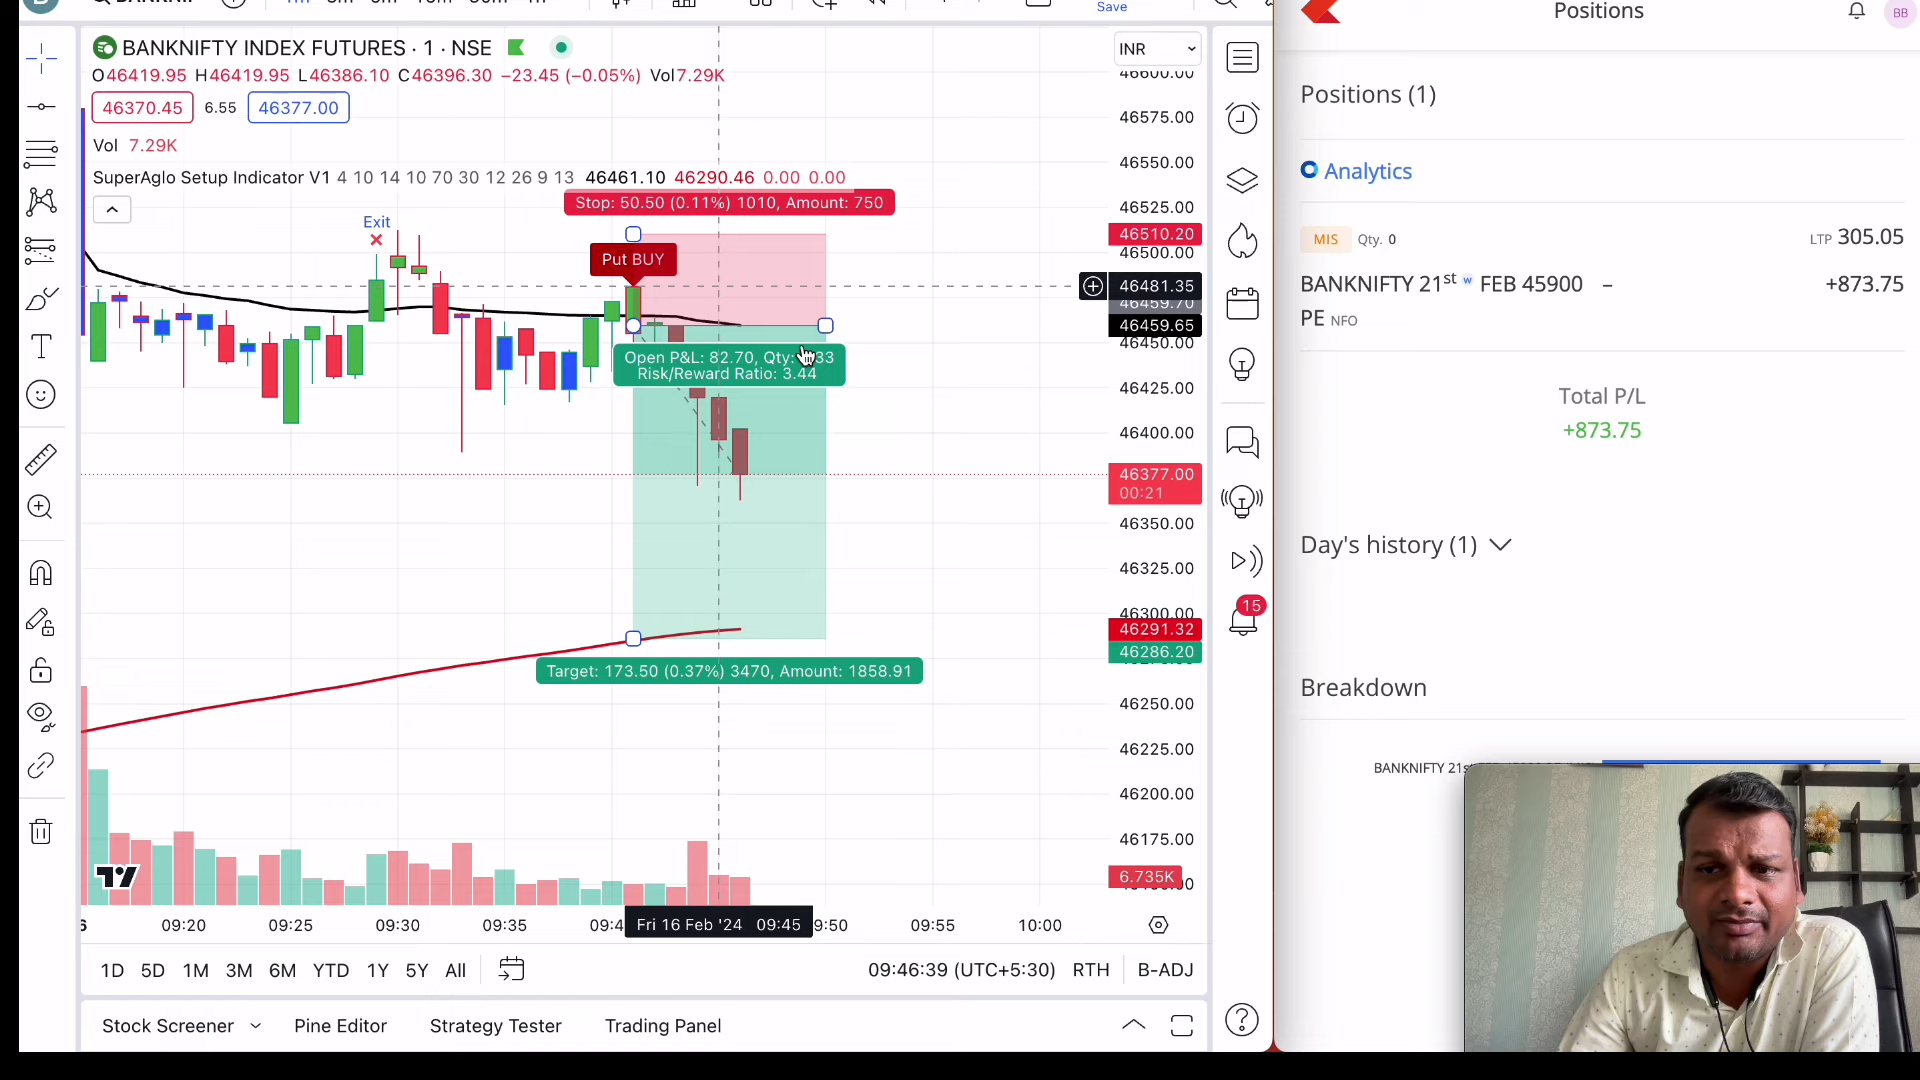 Save
BANKNIFTY INDEX FUTURES · 1 · NSE
O46419.95 H46419.95 L46386.10 C46396.30 −23.45 (−0.05%) Vol7.29K
46370.45 6.55 46377.00
Vol 7.29K
SuperAglo Setup Indicator V1 4 10 14 10 70 30 12 26 9 13 46461.10 46290.46 0.00 0.00
Stop: 50.50 (0.11%) 1010, Amount: 750
Exit
Put BUY
Open P&L: 82.70, Qty:
Risk/Reward Ratio: 3.44
Target: 173.50 (0.37%) 3470, Amount: 1858.91
INR
46600.00
46575.00
46550.00
46525.00
46510.20
46500.00
46481.35
46459.70
46459.65
46450.00
46425.00
46400.00
46377.00
00:21
46350.00
46325.00
46300.00
46291.32
46286.20
46250.00
46225.00
46200.00
46175.00
6.735K
09:20 09:25 09:30 09:35 Fri 16 Feb '24 09:45 09:55 10:00
1D 5D 1M 3M 6M YTD 1Y 5Y All
09:46:39 (UTC+5:30) RTH B-ADJ
Stock Screener Pine Editor Strategy Tester Trading Panel
15
Positions
BB
Positions (1)
Analytics
MIS Qty. 0 LTP 305.05
BANKNIFTY 21st w FEB 45900 – +873.75
PE NFO
Total P/L
+873.75
Day's history (1)
Breakdown
BANKNIFTY 21st